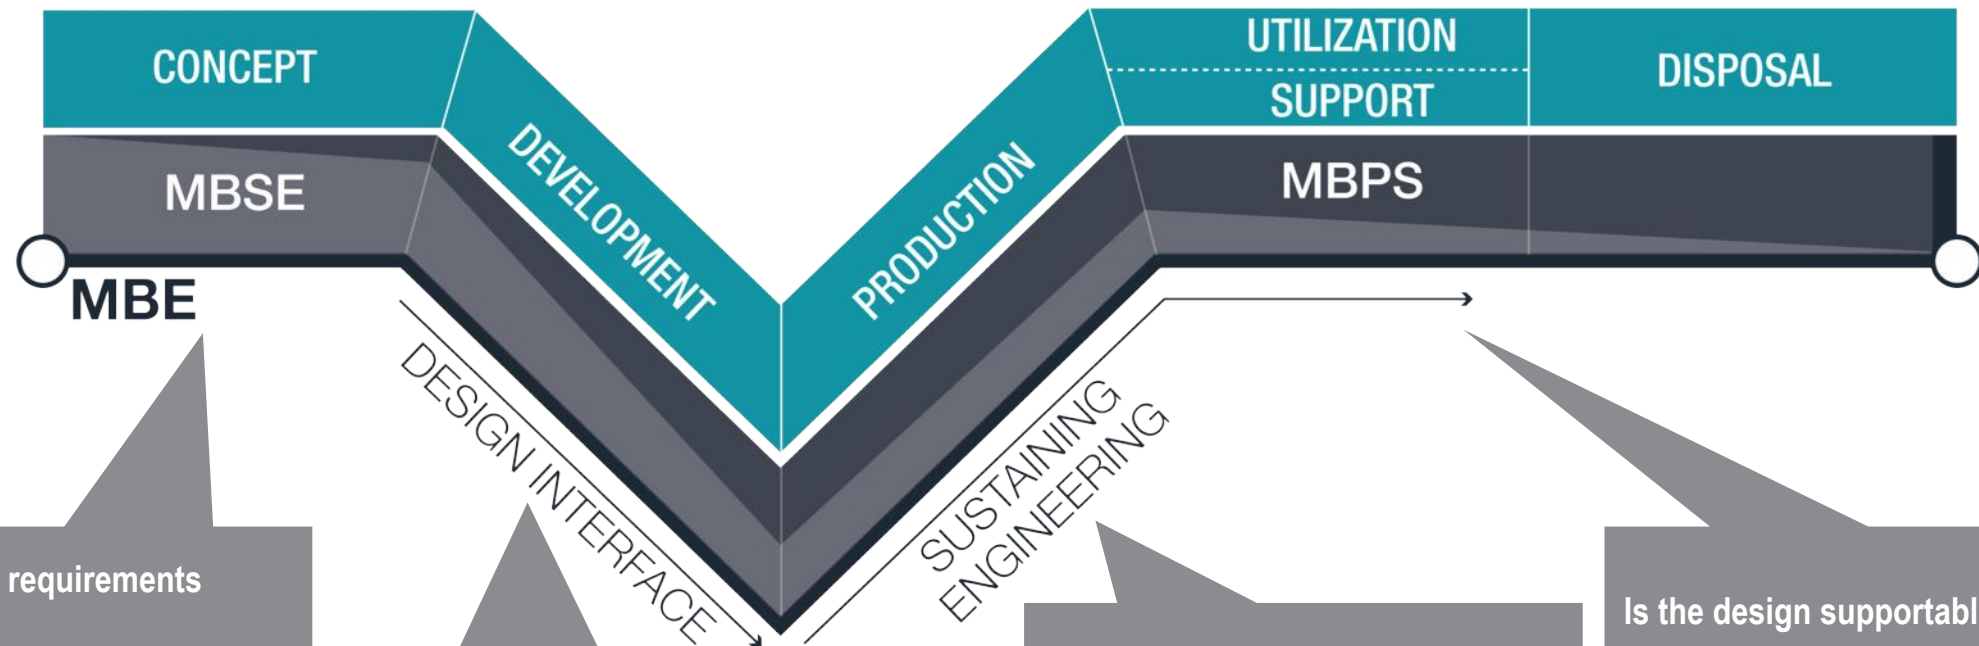 CONCEPT
DEVELOPMENT
PRODUCTION
UTILIZATION
SUPPORT
DISPOSAL
MBSE
MBPS
MBE
DESIGN INTERFACE
SUSTAINING
ENGINEERING
requirements
Is the design supportabl